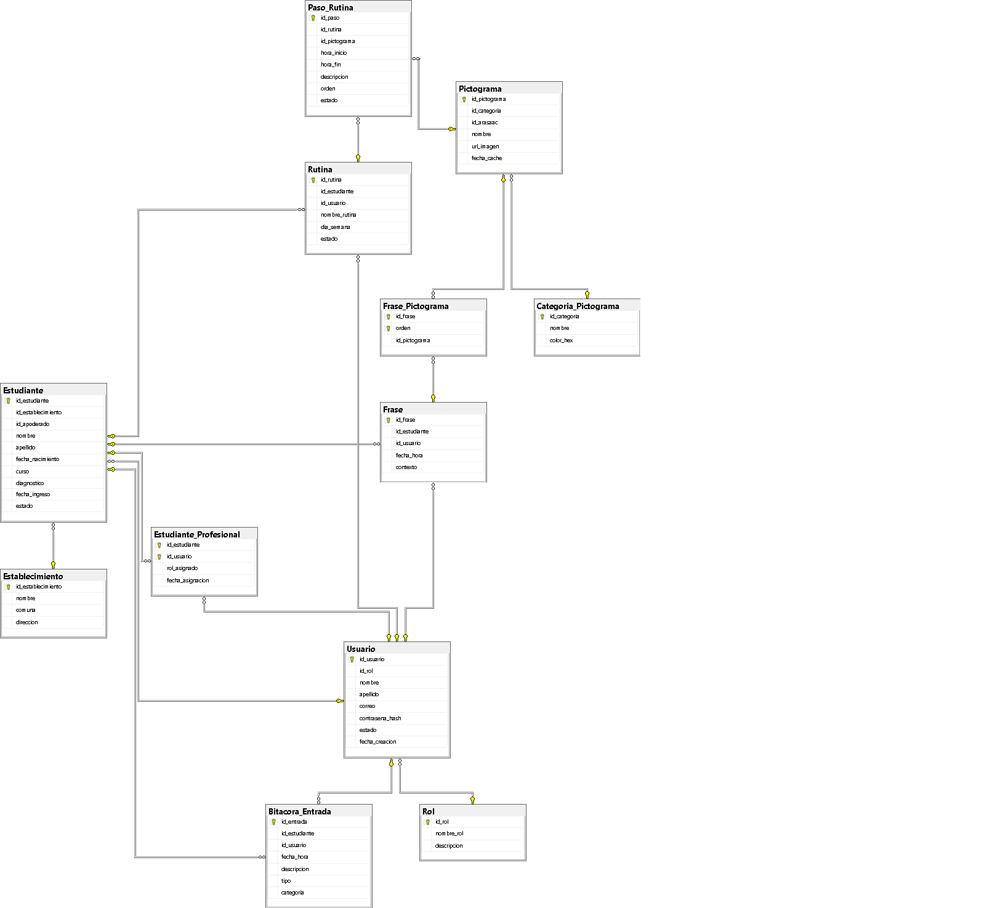 Paso_Rutina
id_paso
id_rutina
id_pictograma
hora_inicio
hora_fin
descripcion
orden
estado
Pictograma
id_pictograma
id_categoria
id_arasaac
nombre
url_imagen
fecha_cache
Rutina
id_rutina
id_estudiante
id_usuario
nombre_rutina
dia_semana
estado
Frase_Pictograma
id_frase
orden
id_pictograma
Categoria_Pictograma
id_categoria
nombre
color_hex
Estudiante
id_estudiante
id_establecimiento
id_apoderado
nombre
apellido
fecha_nacimiento
curso
diagnostico
fecha_ingreso
estado
Frase
id_frase
id_estudiante
id_usuario
fecha_hora
contexto
Estudiante_Profesional
id_estudiante
id_usuario
rol_asignado
fecha_asignacion
Establecimiento
id_establecimiento
nombre
comuna
direccion
Usuario
id_usuario
id_rol
nombre
apellido
correo
contrasena_hash
estado
fecha_creacion
Bitacora_Entrada
id_entrada
id_estudiante
id_usuario
fecha_hora
descripcion
tipo
categoria
Rol
id_rol
nombre_rol
descripcion